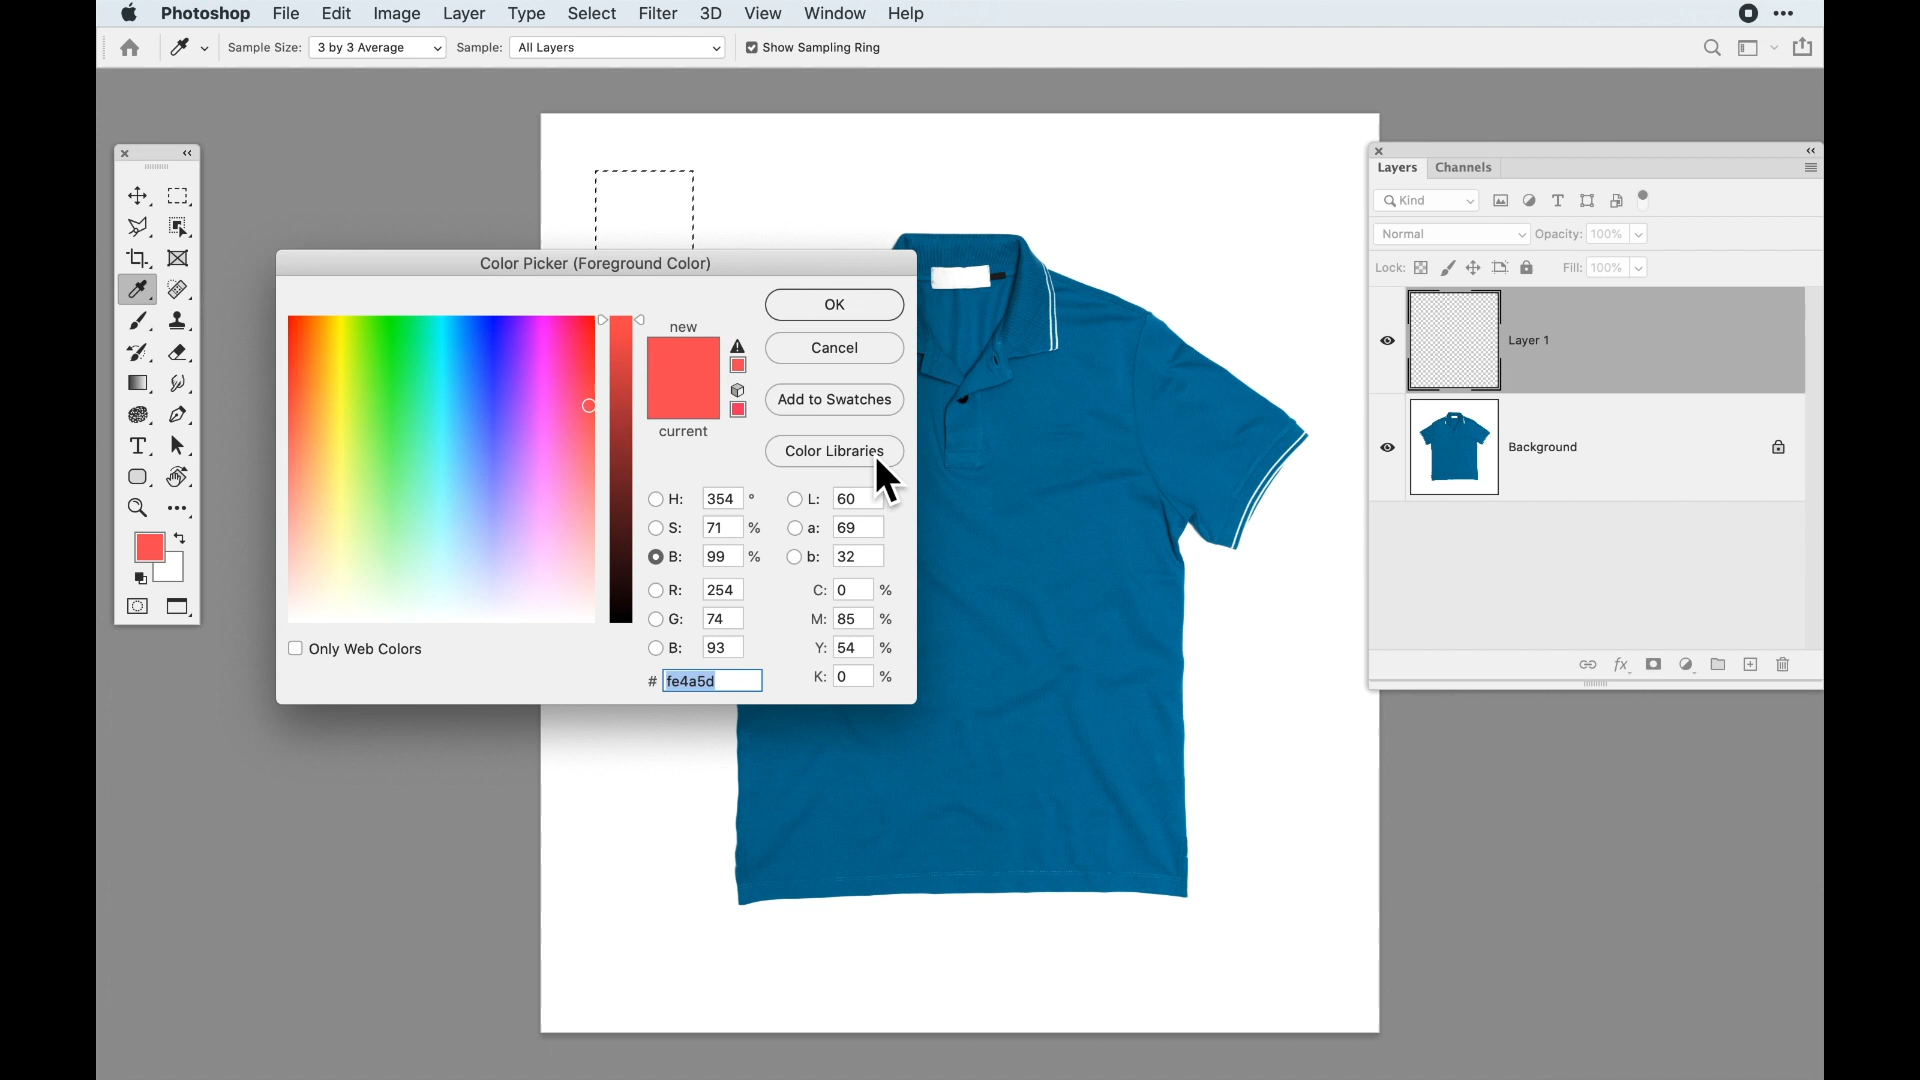 Photoshop File Edit Image Layer Type Select Filter 3D View Window Help
Sample Size: 3 by 3 Average Sample: All Layers Show Sampling Ring
Color Picker (Foreground Color)
new
current
OK
Cancel
Add to Swatches
Color Libraries
H: 354 °
S: 71 %
B: 99 %
R: 254
G: 74
B: 93
# fe4a5d
L: 60
a: 69
b: 32
C: 0 %
M: 85 %
Y: 54 %
K: 0 %
Only Web Colors
Layers Channels
Kind
Normal Opacity: 100%
Lock: Fill: 100%
Layer 1
Background